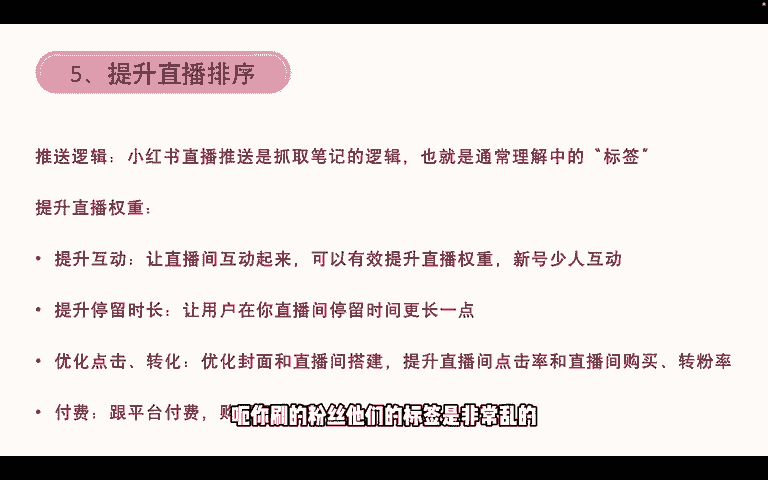 5、提升直播排序
推送逻辑：小红书直播推送是抓取笔记的逻辑，也就是通常理解中的“标签”
提升直播权重：
• 提升互动：让直播间互动起来，可以有效提升直播权重，新号少人互动
• 提升停留时长：让用户在你直播间停留时间更长一点
• 优化点击、转化：优化封面和直播间搭建，提升直播间点击率和直播间购买、转粉率
• 付费：跟平台付费，
呃你刷的粉丝他们的标签是非常乱的